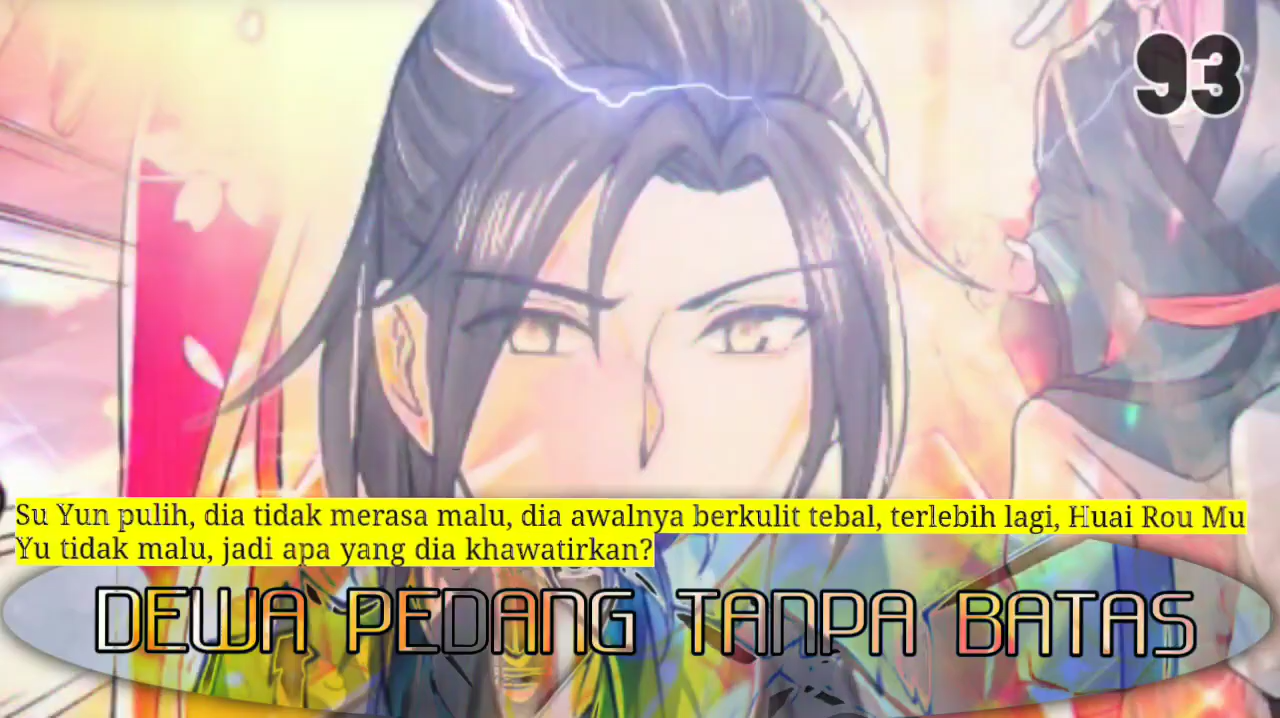 93
Su Yun pulih, dia tidak merasa malu, dia awalnya berkulit tebal, terlebih lagi, Huai Rou Mu
Yu tidak malu, jadi apa yang dia khawatirkan?
DEWA PEDANG TANPA BATAS